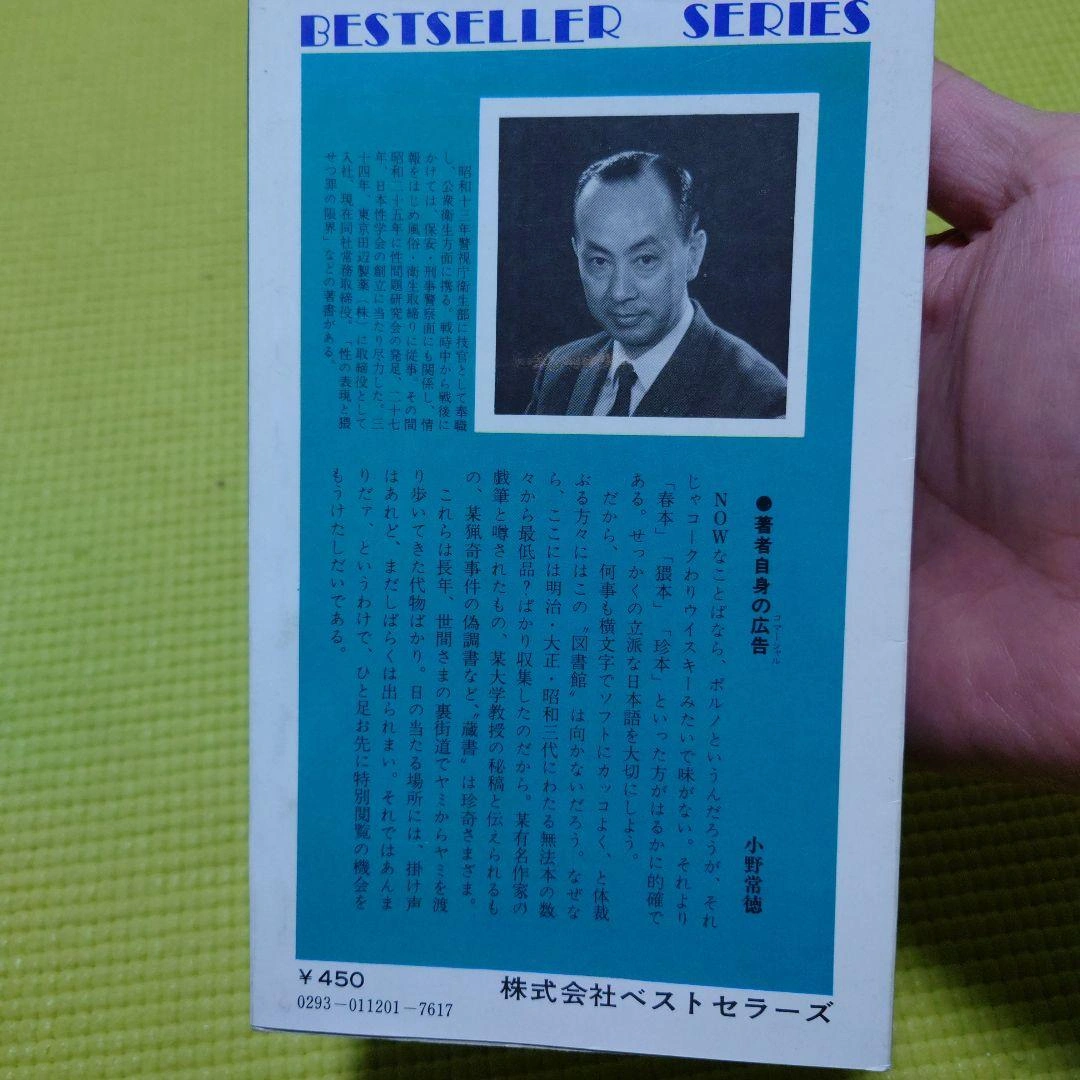 BESTSELLER SERIES
昭和十三年警視庁衛生部に技官として奉職
し、公衆衛生方面に携る。戦時中から戦後に
かけては、保安・刑事警察面にも関係し、情
報をはじめ風俗・衛生取締りに従事。その間
昭和二十五年に性問題研究会の発足、二十七
年、日本性学会の創立に当たり尽力した。三
十四年、東京田辺製薬(株)に取締役として
入社、現在同社常務取締役。「性の表現と猥
せつ罪の限界」などの著書がある。
●著者自身の広告
コマーシャル
小野常徳
NOWなことばなら、ポルノというんだろうが、それ
じゃコークわりウイスキーみたいで味がない。それより
「春本」「猥本」「珍本」といった方がはるかに的確で
ある。せっかくの立派な日本語を大切にしよう。
だから、何事も横文字でソフトにカッコよく、と体裁
ぶる方々にはこの〝図書館〟は向かないだろう。なぜな
ら、ここには明治・大正・昭和三代にわたる無法本の数
々から最低品?ばかり収集したのだから。某有名作家の
戯筆と噂されたもの、某大学教授の秘稿と伝えられるも
の、某猟奇事件の偽調書など、〝蔵書〟は珍奇さまざま。
これらは長年、世間さまの裏街道でヤミからヤミを渡
り歩いてきた代物ばかり。日の当たる場所には、掛け声
はあれど、まだしばらくは出られまい。それではあんま
りだァ、というわけで、ひと足お先に特別閲覧の機会を
もうけたしだいである。
¥450
0293-011201-7617
株式会社ベストセラーズ